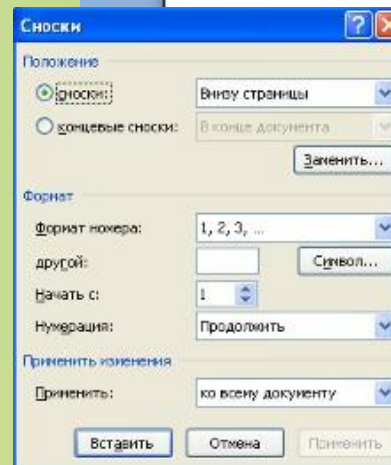 Сноски
Положение
сноски: Внизу страницы
концевые сноски: В конце документа
Заменить...
Формат
Формат номера: 1, 2, 3, ...
другой: Символ...
Начать с: 1
Нумерация: Продолжить
Применить изменения
Применить: ко всему документу
Вставить Отмена Применить